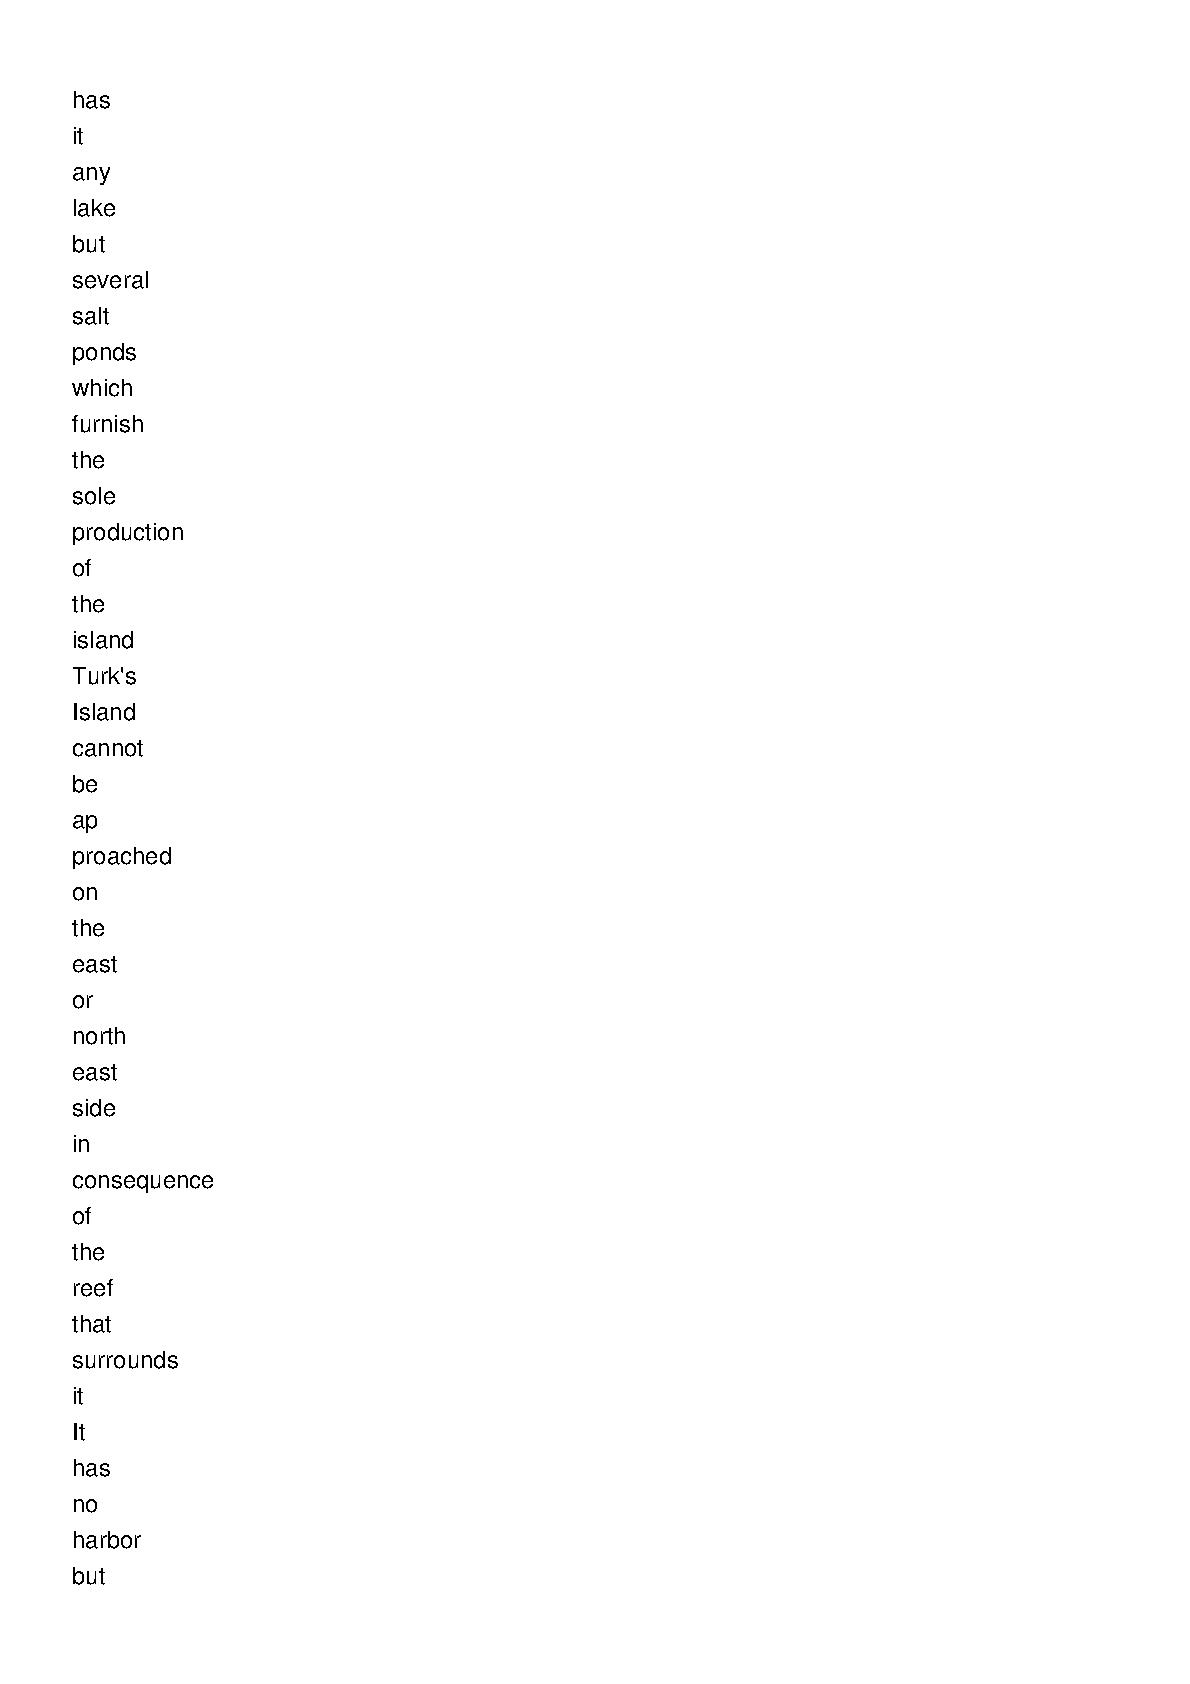 has
it
any
lake
but
several
salt
ponds
which
furnish
the
sole
production
of
the
island
Turk's
Island
cannot
be
ap
proached
on
the
east
or
north
east
side
in
consequence
of
the
reef
that
surrounds
it
It
has
no
harbor
but